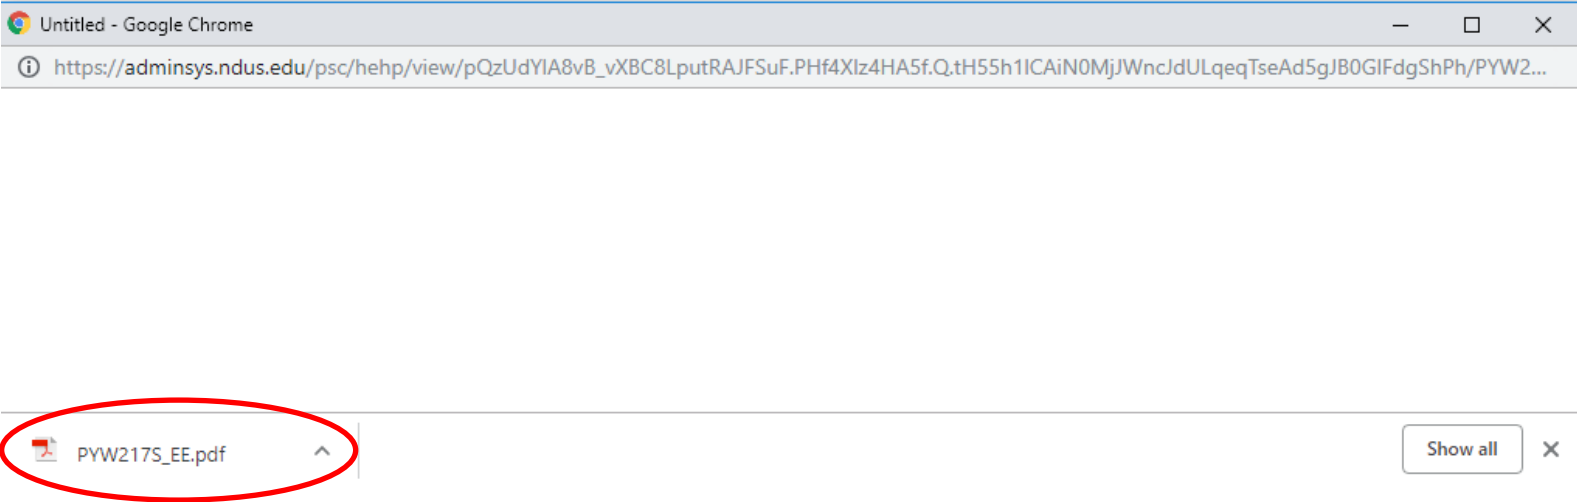 Untitled - Google Chrome
https://adminsys.ndus.edu/psc/hehp/view/pQzUdYIA8vB_vXBC8LputRAJFSuF.PHf4XIz4HA5f.Q.tH55h1ICAiN0MjJWncJdULqeqTseAd5gJB0GIFdgShPh/PYW2...
PYW217S_EE.pdf
Show all